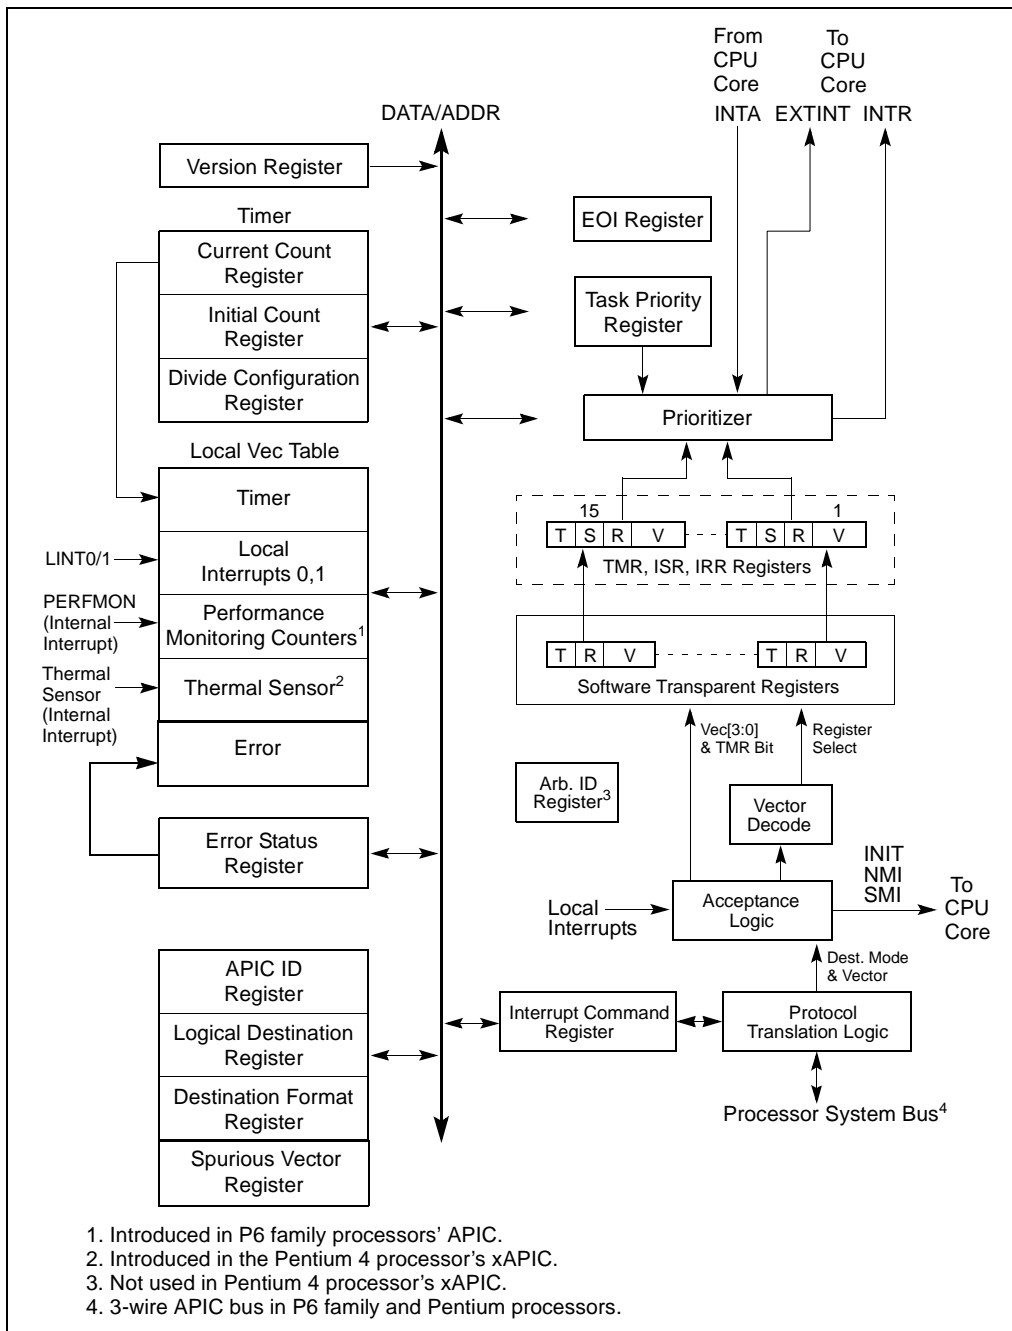 From
CPU
Core
To
CPU
Core
DATA/ADDR
INTA EXTINT INTR
Version Register
EOI Register
Timer
Current Count
Register
Initial Count
Register
Divide Configuration
Register
Task Priority
Register
Prioritizer
Local Vec Table
Timer
Local
Interrupts 0,1
Performance
Monitoring Counters1
Thermal Sensor2
Error
LINT0/1
PERFMON
(Internal
Interrupt)
Thermal
Sensor
(Internal
Interrupt)
15
1
T S R V
T S R V
TMR, ISR, IRR Registers
T R V
T R V
Software Transparent Registers
Vec[3:0]
& TMR Bit
Register
Select
Arb. ID
Register3
Vector
Decode
Error Status
Register
INIT
NMI
SMI
To
CPU
Core
Local
Interrupts
Acceptance
Logic
Dest. Mode
& Vector
APIC ID
Register
Logical Destination
Register
Destination Format
Register
Spurious Vector
Register
Interrupt Command
Register
Protocol
Translation Logic
Processor System Bus4
1. Introduced in P6 family processors’ APIC.
2. Introduced in the Pentium 4 processor’s xAPIC.
3. Not used in Pentium 4 processor’s xAPIC.
4. 3-wire APIC bus in P6 family and Pentium processors.